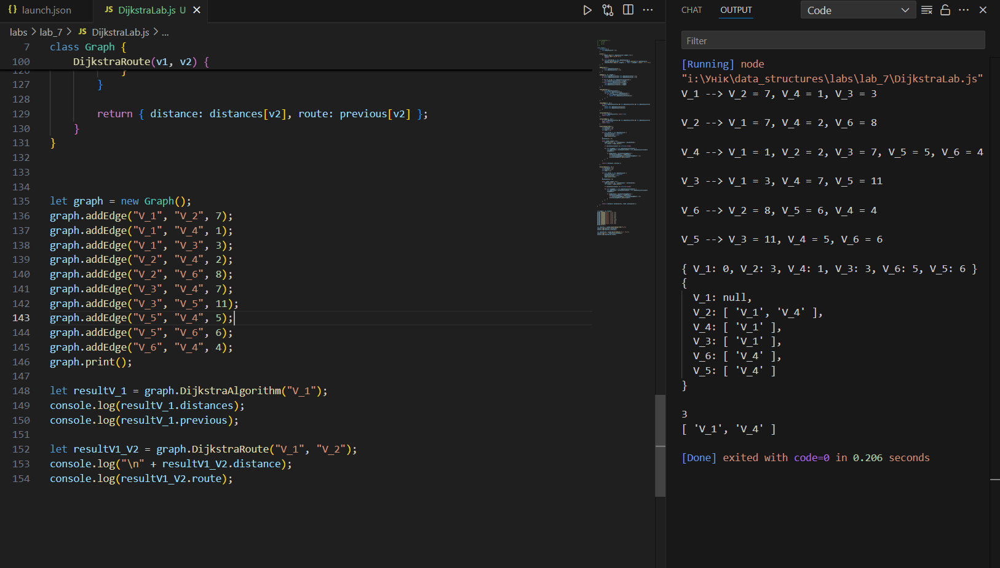 launch.json
JS DijkstraLab.js U
labs > lab_7 > JS DijkstraLab.js > ...
7 class Graph {
100 DijkstraRoute(v1, v2) {
126 }
127 }
128
129 return { distance: distances[v2], route: previous[v2] };
130 }
131 }
132
133
134
135 let graph = new Graph();
136 graph.addEdge("V_1", "V_2", 7);
137 graph.addEdge("V_1", "V_4", 1);
138 graph.addEdge("V_1", "V_3", 3);
139 graph.addEdge("V_2", "V_4", 2);
140 graph.addEdge("V_2", "V_6", 8);
141 graph.addEdge("V_3", "V_4", 7);
142 graph.addEdge("V_3", "V_5", 11);
143 graph.addEdge("V_5", "V_4", 5);
144 graph.addEdge("V_5", "V_6", 6);
145 graph.addEdge("V_6", "V_4", 4);
146 graph.print();
147
148 let resultV_1 = graph.DijkstraAlgorithm("V_1");
149 console.log(resultV_1.distances);
150 console.log(resultV_1.previous);
151
152 let resultV1_V2 = graph.DijkstraRoute("V_1", "V_2");
153 console.log("\n" + resultV1_V2.distance);
154 console.log(resultV1_V2.route);
CHAT OUTPUT Code
Filter
[Running] node
"i:\Унік\data_structures\labs\lab_7\DijkstraLab.js"
V_1 --> V_2 = 7, V_4 = 1, V_3 = 3
V_2 --> V_1 = 7, V_4 = 2, V_6 = 8
V_4 --> V_1 = 1, V_2 = 2, V_3 = 7, V_5 = 5, V_6 = 4
V_3 --> V_1 = 3, V_4 = 7, V_5 = 11
V_6 --> V_2 = 8, V_5 = 6, V_4 = 4
V_5 --> V_3 = 11, V_4 = 5, V_6 = 6
{ V_1: 0, V_2: 3, V_4: 1, V_3: 3, V_6: 5, V_5: 6 }
{
V_1: null,
V_2: [ 'V_1', 'V_4' ],
V_4: [ 'V_1' ],
V_3: [ 'V_1' ],
V_6: [ 'V_4' ],
V_5: [ 'V_4' ]
}
3
[ 'V_1', 'V_4' ]
[Done] exited with code=0 in 0.206 seconds